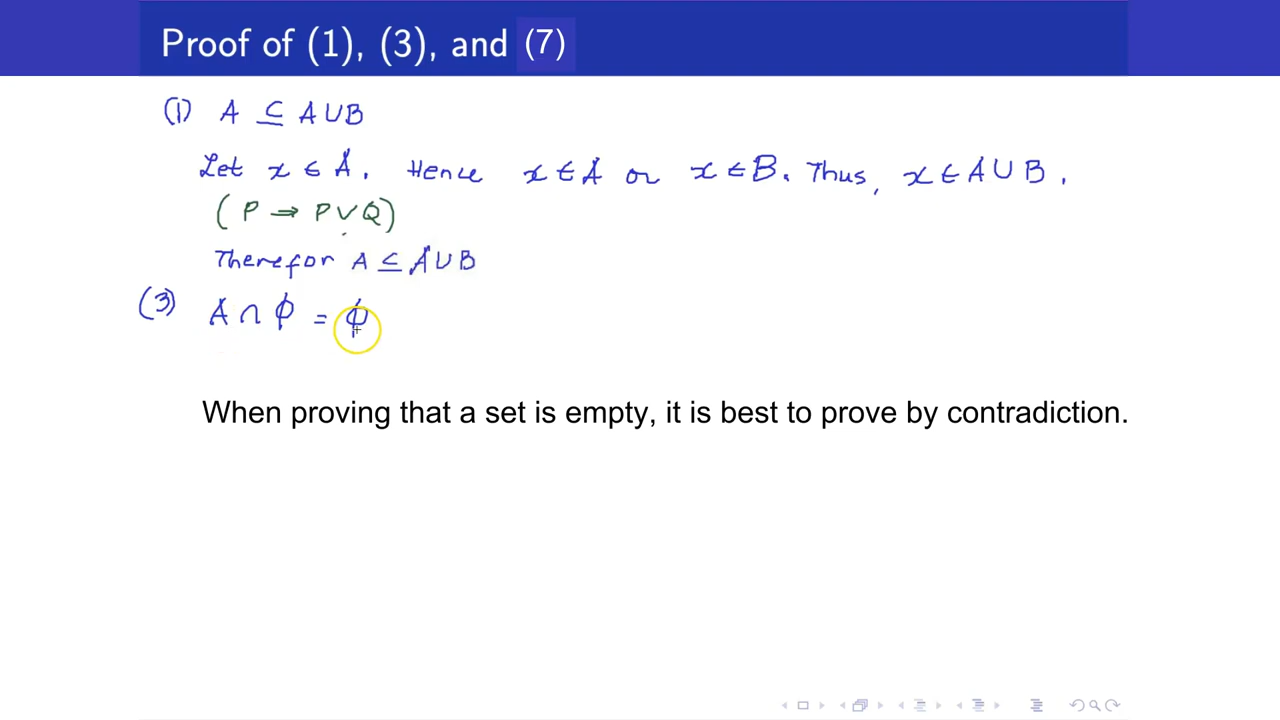 Proof of (1), (3), and (7)
(1) A ⊆ A∪B
Let x ∈ A. Hence x ∈ A or x ∈ B. Thus, x ∈ A∪B.
(P ⇒ P∨Q)
Therefor A ⊆ A∪B
(3) A ∩ ϕ = ϕ
When proving that a set is empty, it is best to prove by contradiction.